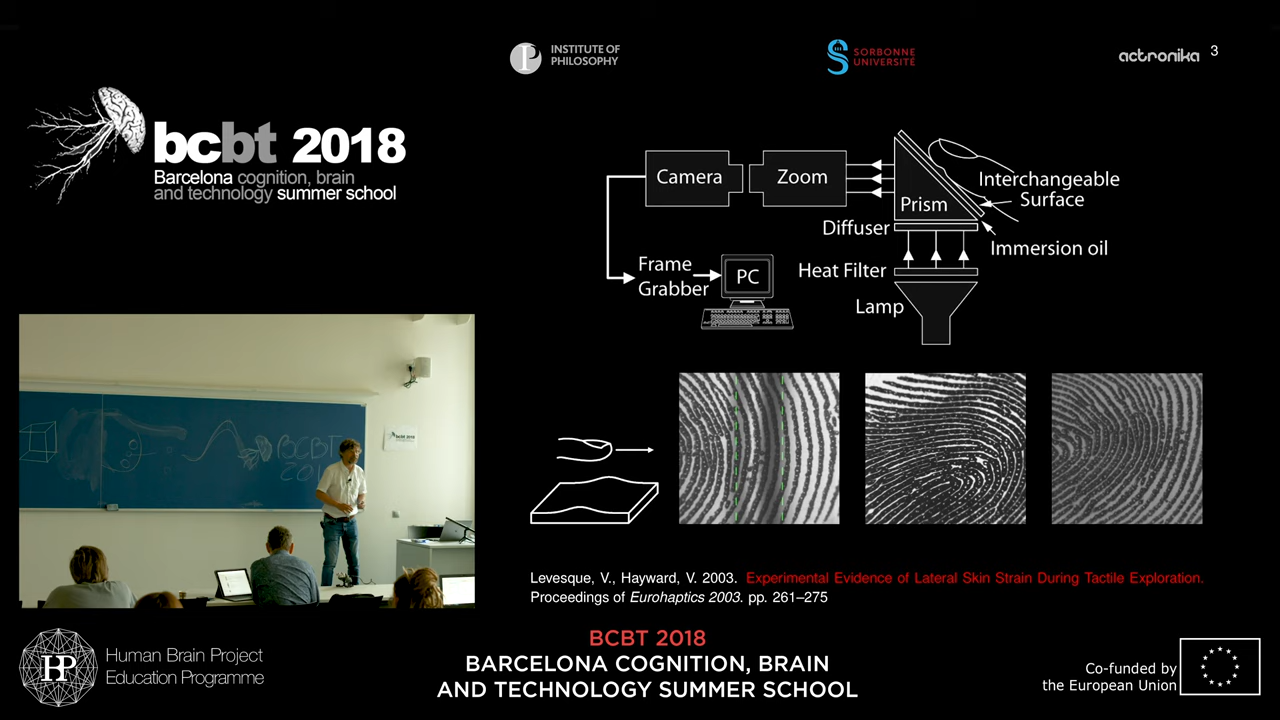 INSTITUTE OF
PHILOSOPHY
SORBONNE
UNIVERSITÉ
actronika
3
bcbt 2018
Barcelona cognition, brain
and technology summer school
Camera
Zoom
Prism
Interchangeable
Surface
Diffuser
Immersion oil
Frame
Grabber
PC
Heat Filter
Lamp
BCBT
Levesque, V., Hayward, V. 2003. Experimental Evidence of Lateral Skin Strain During Tactile Exploration.
Proceedings of Eurohaptics 2003. pp. 261–275
HP
Human Brain Project
Education Programme
BCBT 2018
BARCELONA COGNITION, BRAIN
AND TECHNOLOGY SUMMER SCHOOL
Co-funded by
the European Union